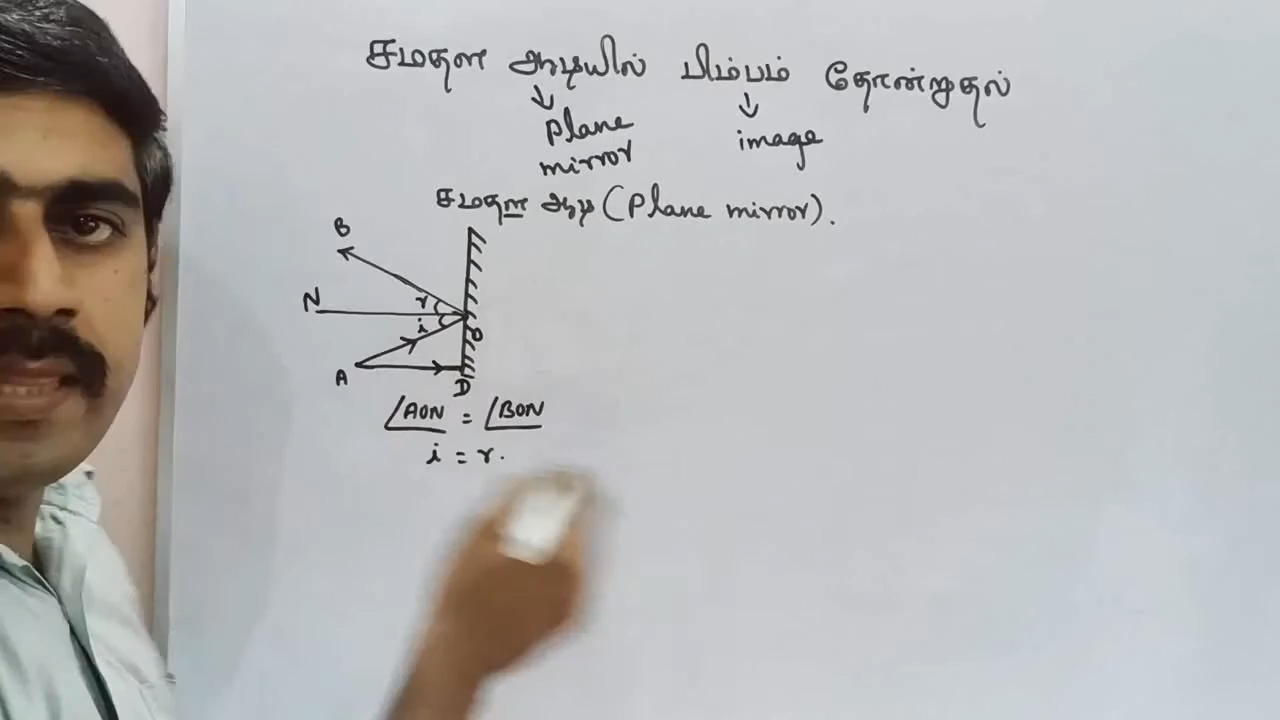 சமதள ஆடியில் பிம்பம் தோன்றுதல்
Plane image
mirror
சமதள ஆடி (Plane mirror).
B
N r
i O
A D
∠AON = ∠BON
i = r.